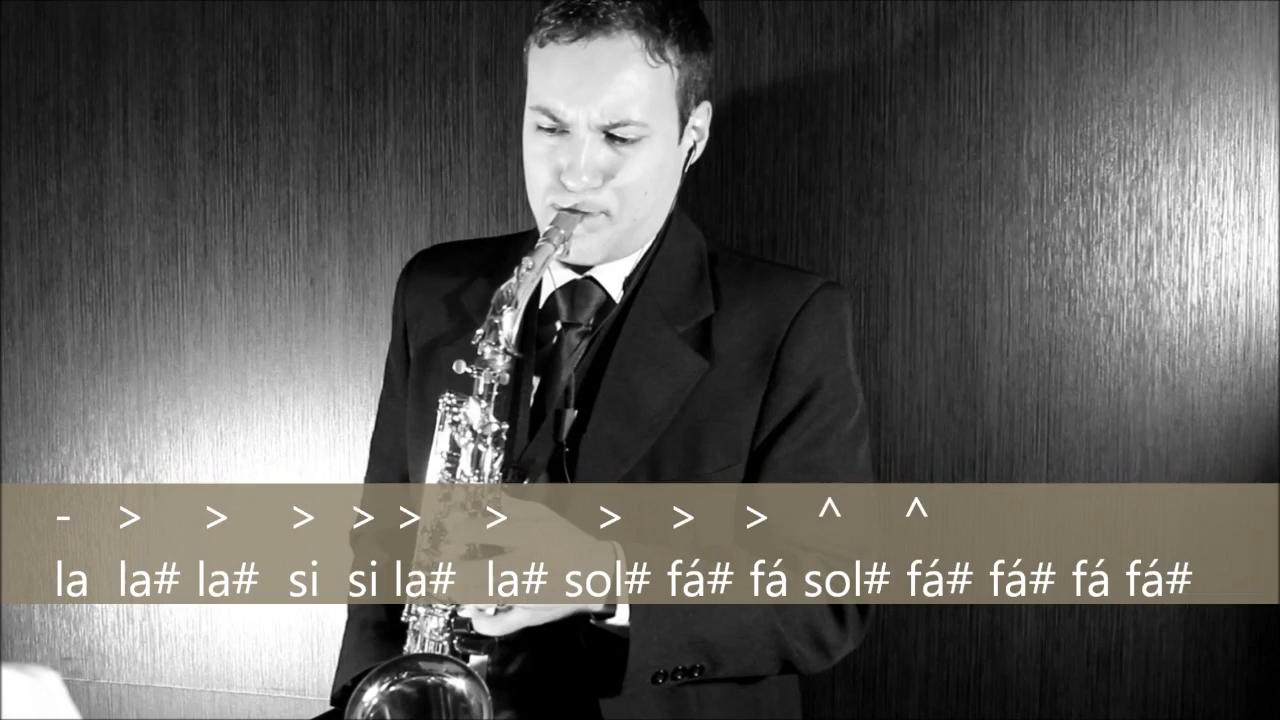 - > > > > > > > > > ^ ^
la la# la# si si la# la# sol# fá# fá sol# fá# fá# fá fá#